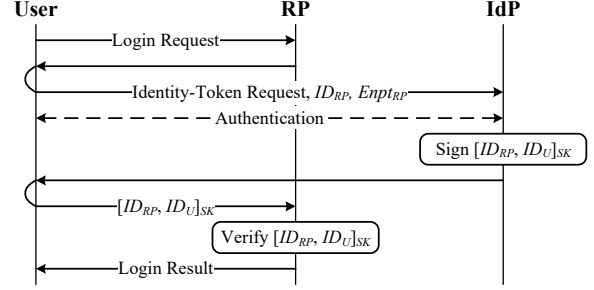 User RP IdP
Login Request
Identity-Token Request, ID_RP, Enpt_RP
Authentication
Sign [ID_RP, ID_U]_SK
[ID_RP, ID_U]_SK
Verify [ID_RP, ID_U]_SK
Login Result